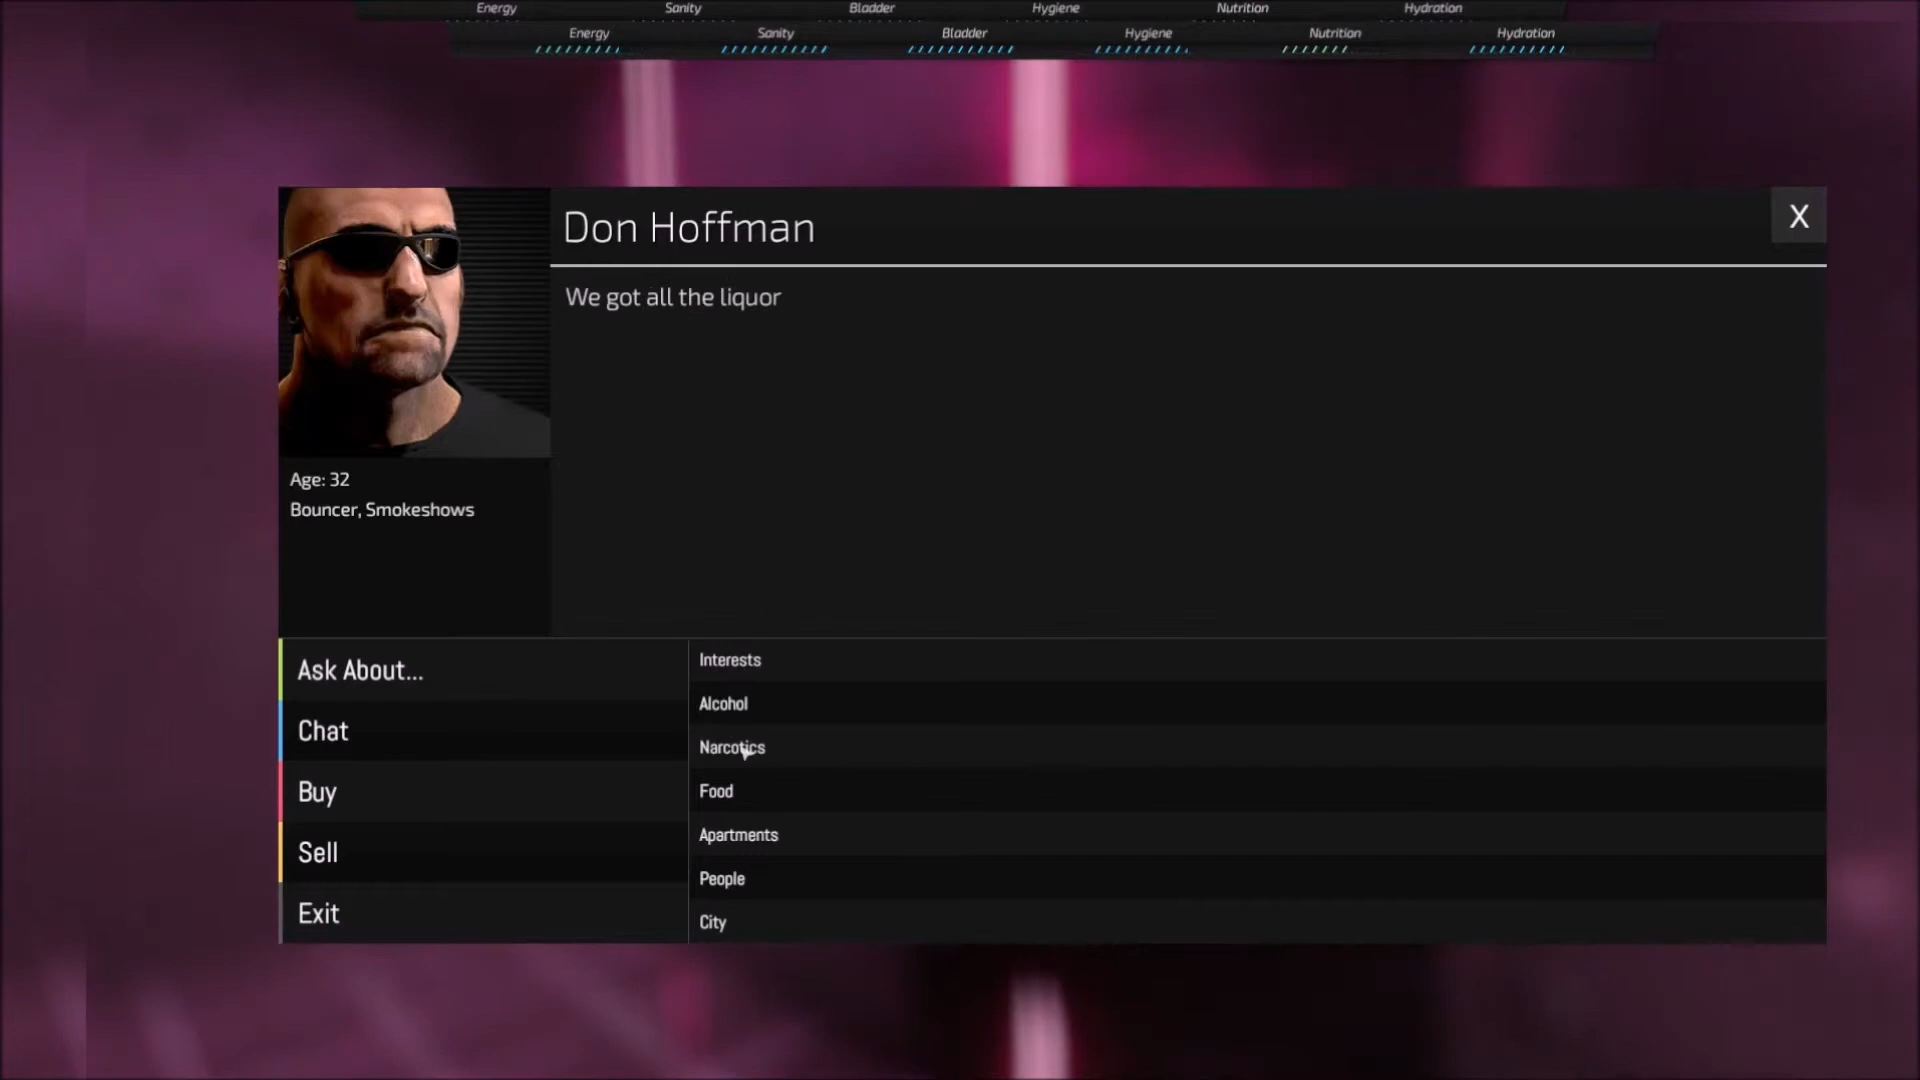 Energy Sanity Bladder Hygiene Nutrition Hydration
Energy Sanity Bladder Hygiene Nutrition Hydration
Don Hoffman
X
We got all the liquor
Age: 32
Bouncer, Smokeshows
Ask About...
Chat
Buy
Sell
Exit
Interests
Alcohol
Narcotics
Food
Apartments
People
City